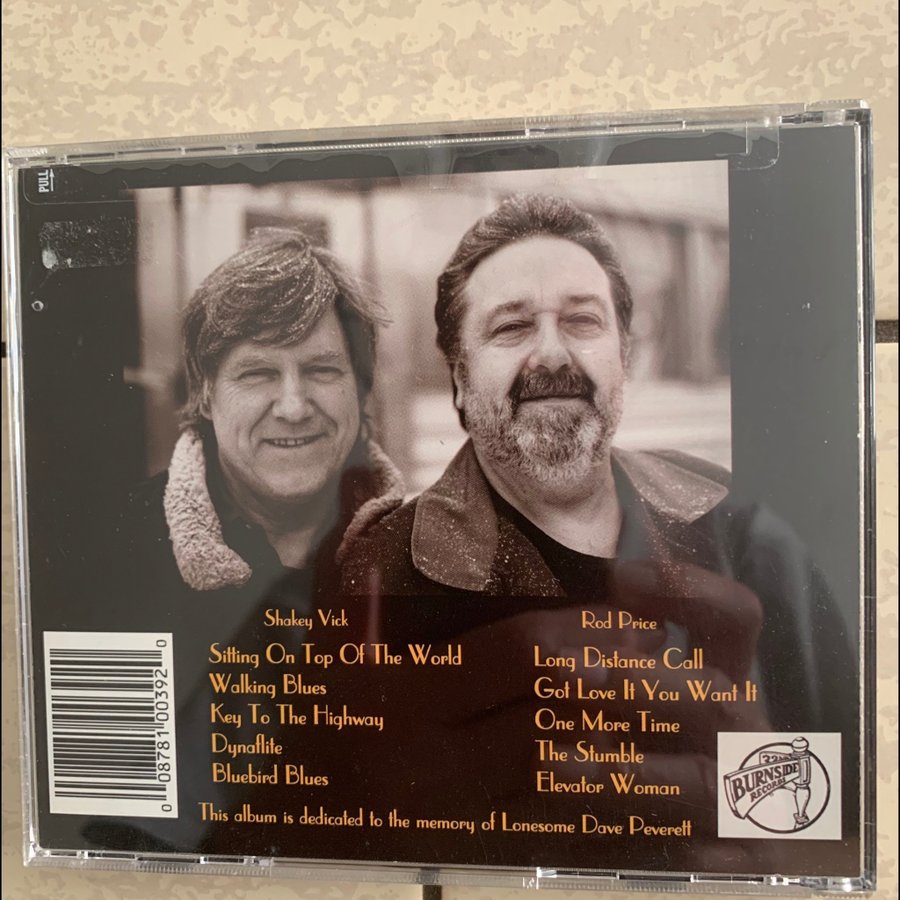 PULL
Shakey Vick
Rod Price
Sitting On Top Of The World
Walking Blues
Key To The Highway
Dynaflite
Bluebird Blues
Long Distance Call
Got Love It You Want It
One More Time
The Stumble
Elevator Woman
This album is dedicated to the memory of Lonesome Dave Peverett
0 08781 00392 0
BURNSIDE
RECORDS